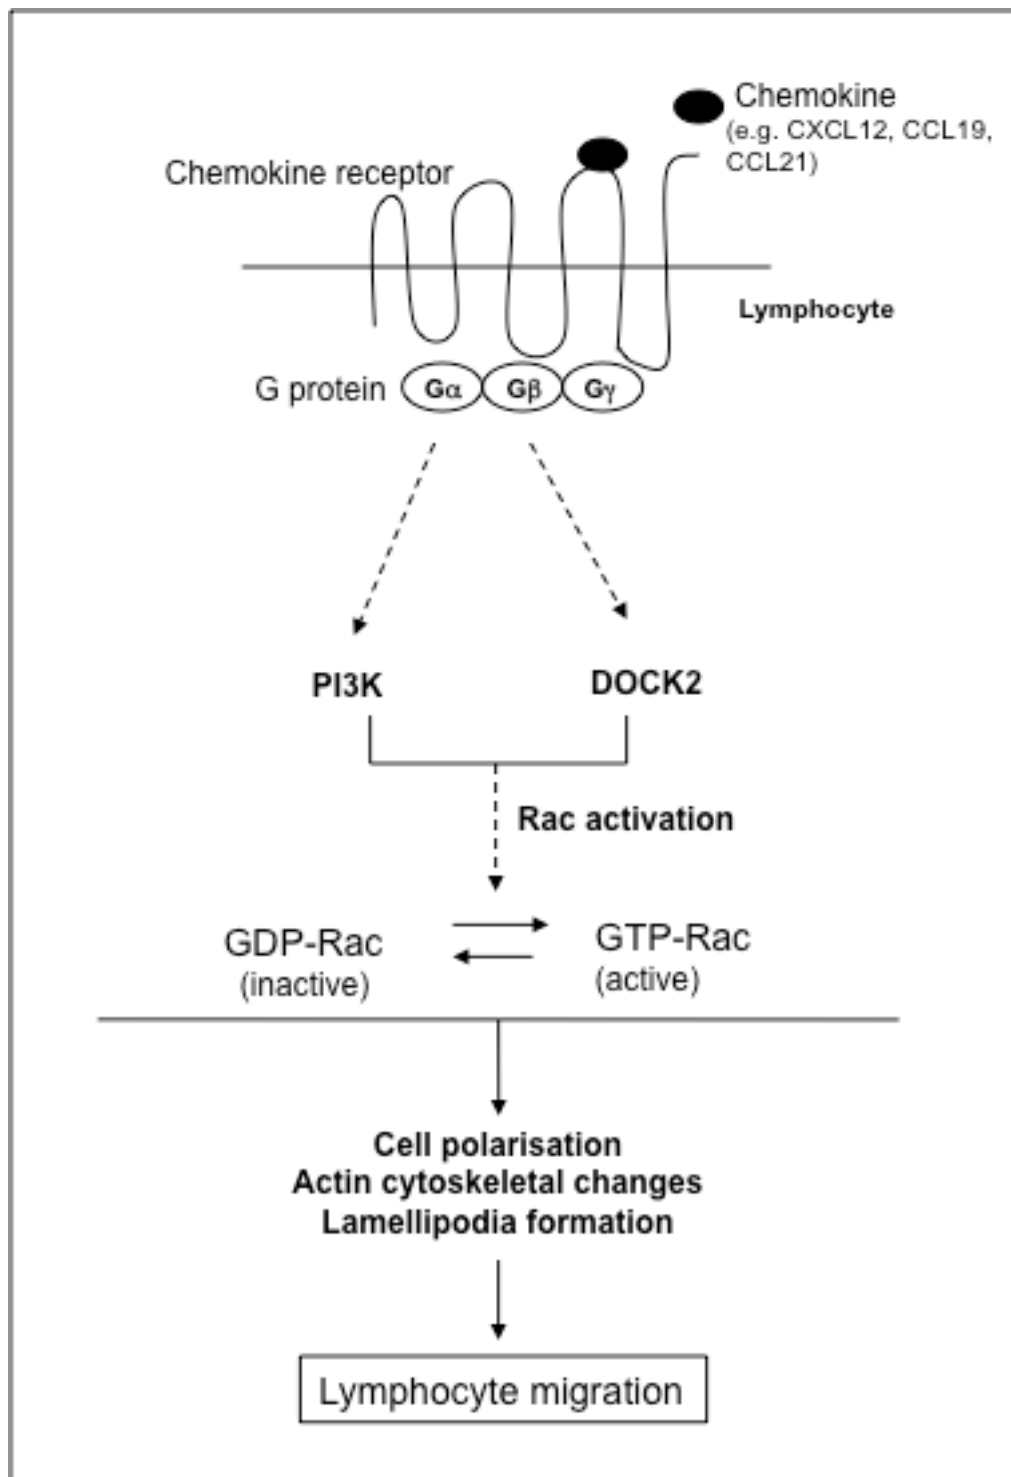 Chemokine
(e.g. CXCL12, CCL19,
CCL21)
Chemokine receptor
Lymphocyte
G protein Gα Gβ Gγ
PI3K DOCK2
Rac activation
GDP-Rac GTP-Rac
(inactive) (active)
Cell polarisation
Actin cytoskeletal changes
Lamellipodia formation
Lymphocyte migration